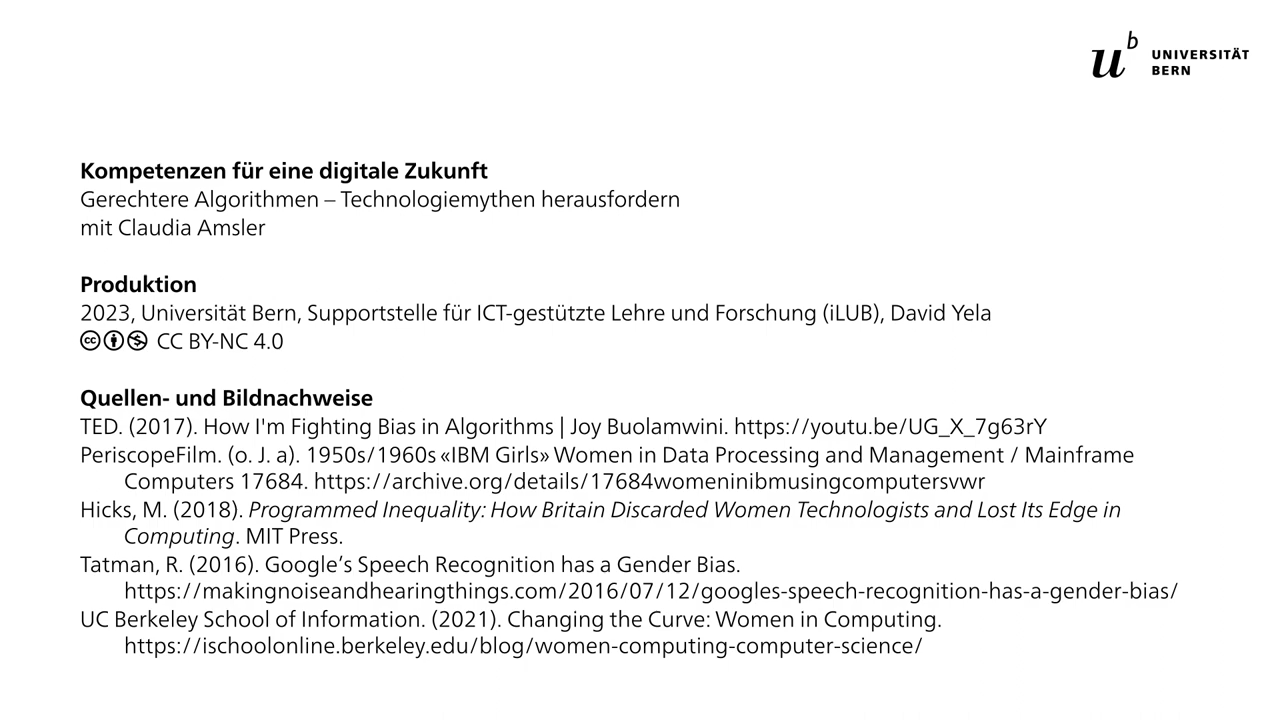 u b UNIVERSITÄT
BERN
Kompetenzen für eine digitale Zukunft
Gerechtere Algorithmen – Technologiemythen herausfordern
mit Claudia Amsler
Produktion
2023, Universität Bern, Supportstelle für ICT-gestützte Lehre und Forschung (iLUB), David Yela
cc CC BY-NC 4.0
Quellen- und Bildnachweise
TED. (2017). How I'm Fighting Bias in Algorithms | Joy Buolamwini. https://youtu.be/UG_X_7g63rY
PeriscopeFilm. (o. J. a). 1950s/1960s «IBM Girls» Women in Data Processing and Management / Mainframe
Computers 17684. https://archive.org/details/17684womeninibmusingcomputersvwr
Hicks, M. (2018). Programmed Inequality: How Britain Discarded Women Technologists and Lost Its Edge in
Computing. MIT Press.
Tatman, R. (2016). Google’s Speech Recognition has a Gender Bias.
https://makingnoiseandhearingthings.com/2016/07/12/googles-speech-recognition-has-a-gender-bias/
UC Berkeley School of Information. (2021). Changing the Curve: Women in Computing.
https://ischoolonline.berkeley.edu/blog/women-computing-computer-science/